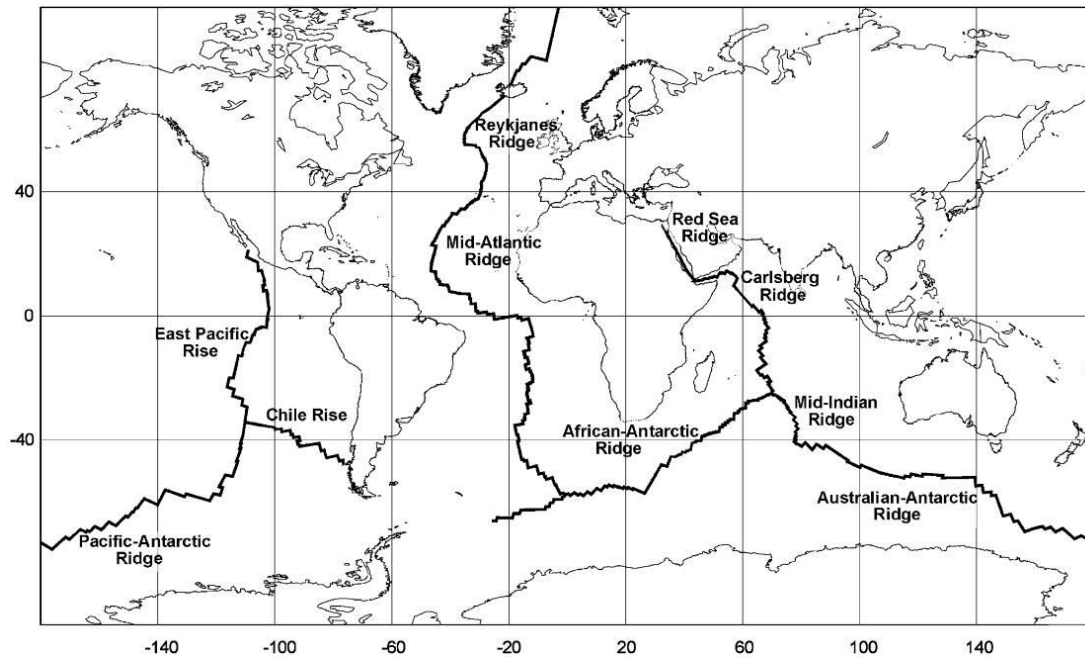 Reykjanes
Ridge
40
Red Sea
Ridge
Mid-Atlantic
Ridge
Carlsberg
Ridge
0
East Pacific
Rise
Chile Rise
Mid-Indian
Ridge
African-Antarctic
Ridge
-40
Australian-Antarctic
Ridge
Pacific-Antarctic
Ridge
-140
-100
-60
-20
20
60
100
140